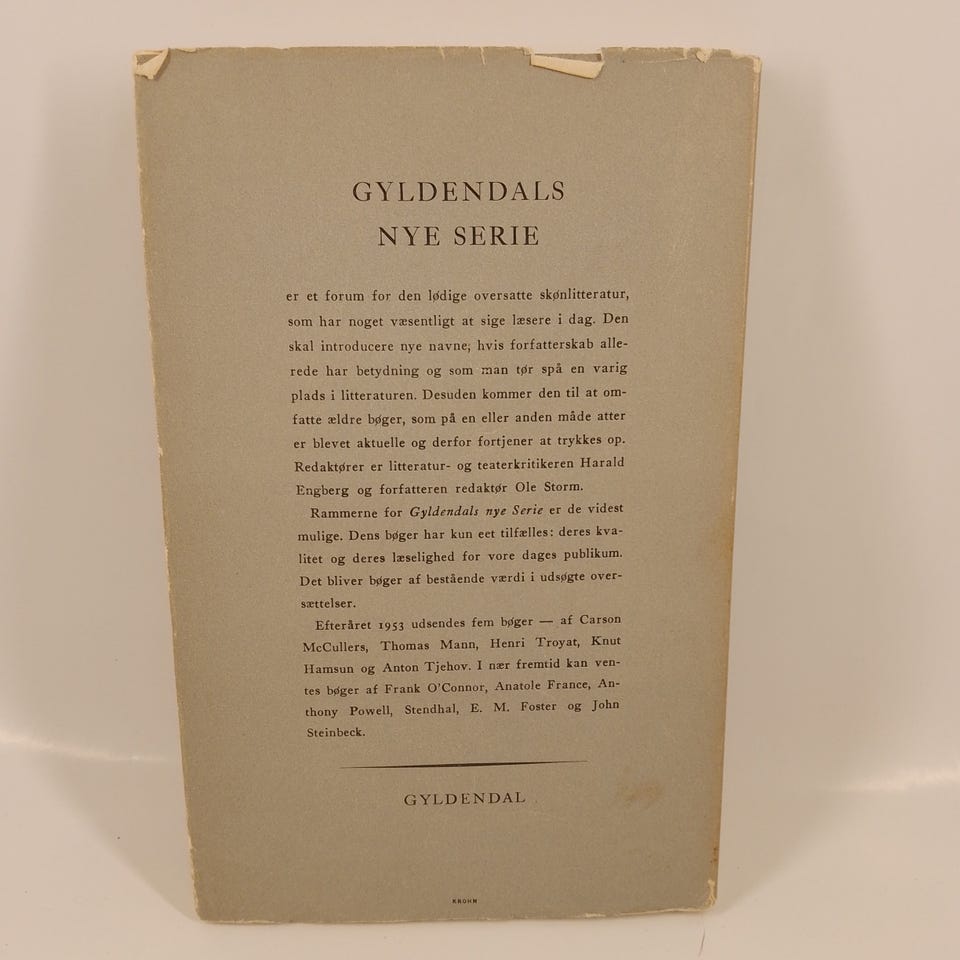 GYLDENDALS
NYE SERIE
er et forum for den lødige oversatte skønlitteratur,
som har noget væsentligt at sige læsere i dag. Den
skal introducere nye navne, hvis forfatterskab alle-
rede har betydning og som man tør spå en varig
plads i litteraturen. Desuden kommer den til at om-
fatte ældre bøger, som på en eller anden måde atter
er blevet aktuelle og derfor fortjener at trykkes op.
Redaktører er litteratur- og teaterkritikeren Harald
Engberg og forfatteren redaktør Ole Storm.
Rammerne for Gyldendals nye Serie er de videst
mulige. Dens bøger har kun eet tilfælles: deres kva-
litet og deres læselighed for vore dages publikum.
Det bliver bøger af bestående værdi i udsøgte over-
sættelser.
Efteråret 1953 udsendes fem bøger — af Carson
McCullers, Thomas Mann, Henri Troyat, Knut
Hamsun og Anton Tjehov. I nær fremtid kan ven-
tes bøger af Frank O'Connor, Anatole France, An-
thony Powell, Stendhal, E. M. Foster og John
Steinbeck.
GYLDENDAL
KROHN